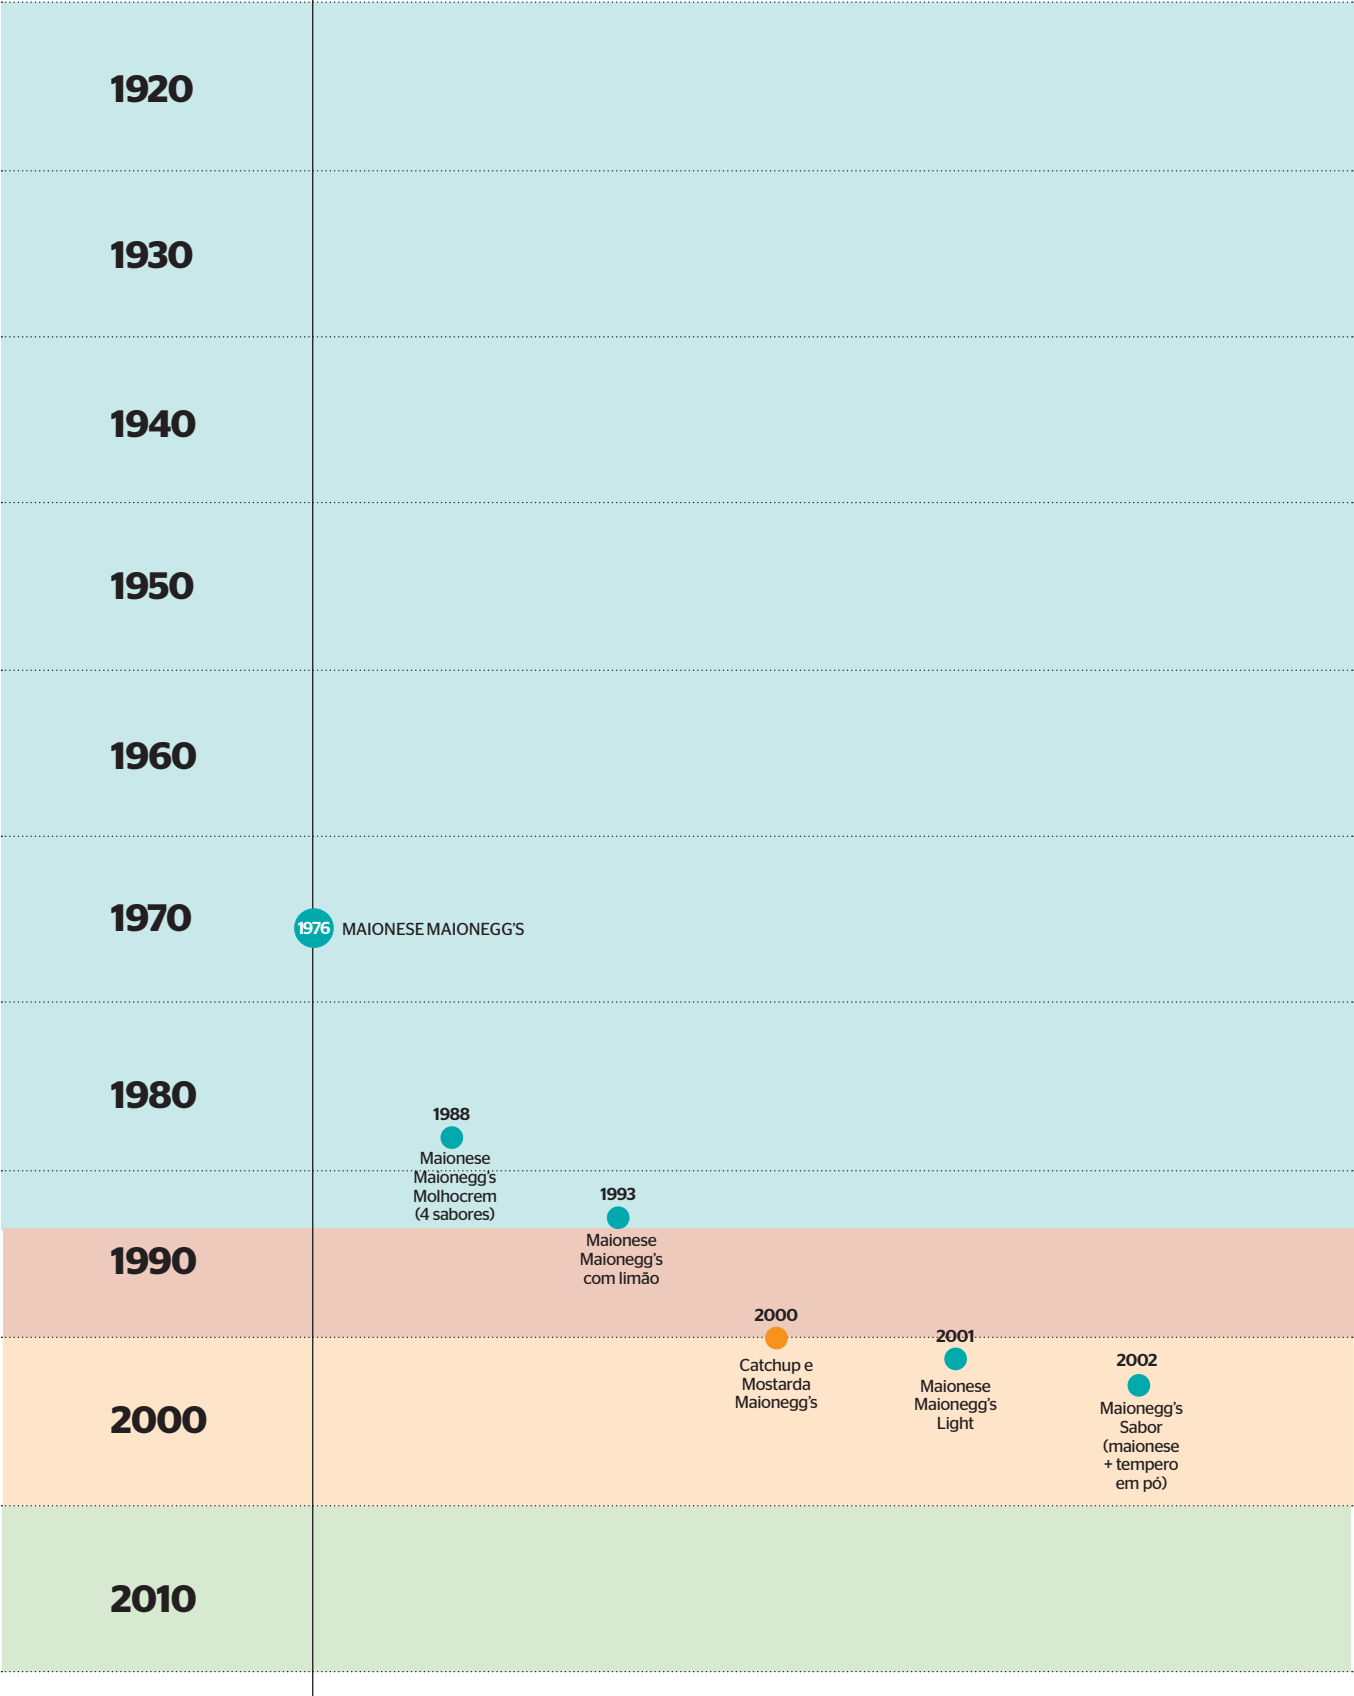 1920
1930
1940
1950
1960
1970
1976 MAIONESE MAIONEGG’S
1980
1988
Maionese
Maionegg’s
Molhocrem
(4 sabores)
1993
Maionese
Maionegg’s
com limão
1990
2000
Catchup e
Mostarda
Maionegg’s
2001
Maionese
Maionegg’s
Light
2002
Maionegg’s
Sabor
(maionese
+ tempero
em pó)
2000
2010